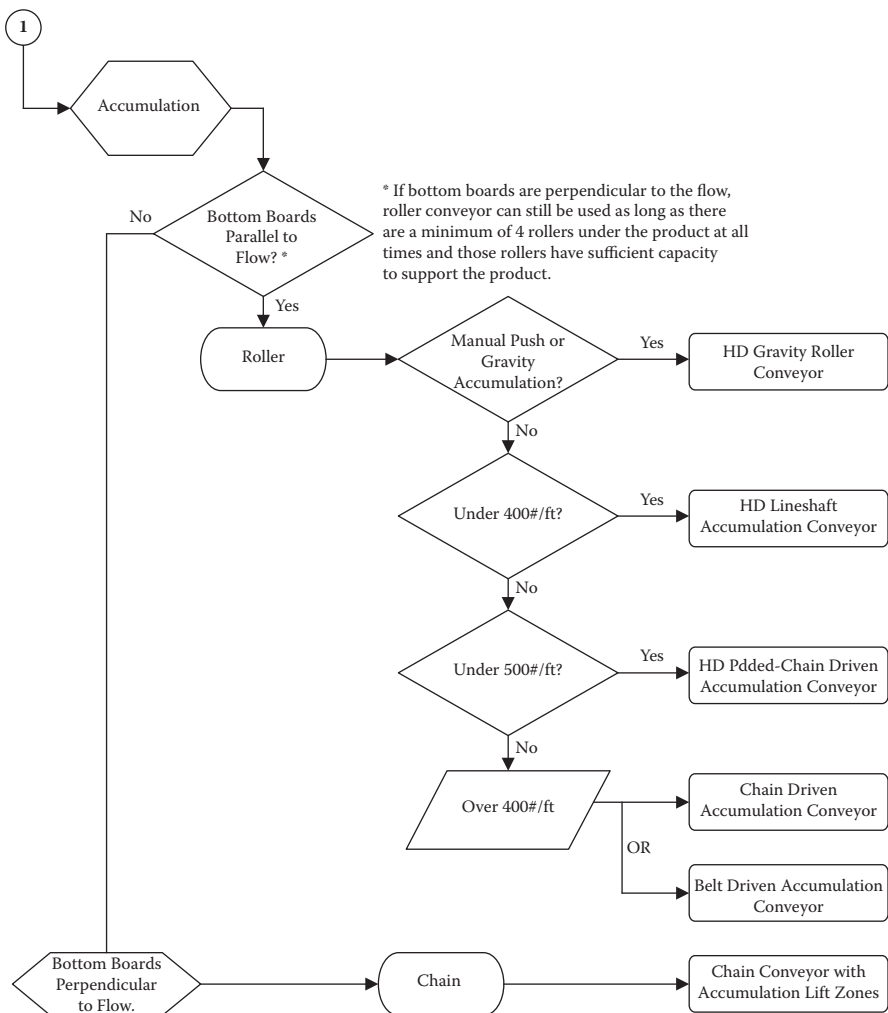 1
Accumulation
* If bottom boards are perpendicular to the flow,
roller conveyor can still be used as long as there
are a minimum of 4 rollers under the product at all
times and those rollers have sufficient capacity
to support the product.
No
Bottom Boards
Parallel to
Flow? *
Yes
Roller
Manual Push or
Gravity
Accumulation?
Yes
HD Gravity Roller
Conveyor
No
Under 400#/ft?
Yes
HD Lineshaft
Accumulation Conveyor
No
Under 500#/ft?
Yes
HD Pdded-Chain Driven
Accumulation Conveyor
No
Over 400#/ft
Chain Driven
Accumulation Conveyor
OR
Belt Driven Accumulation
Conveyor
Bottom Boards
Perpendicular
to Flow.
Chain
Chain Conveyor with
Accumulation Lift Zones